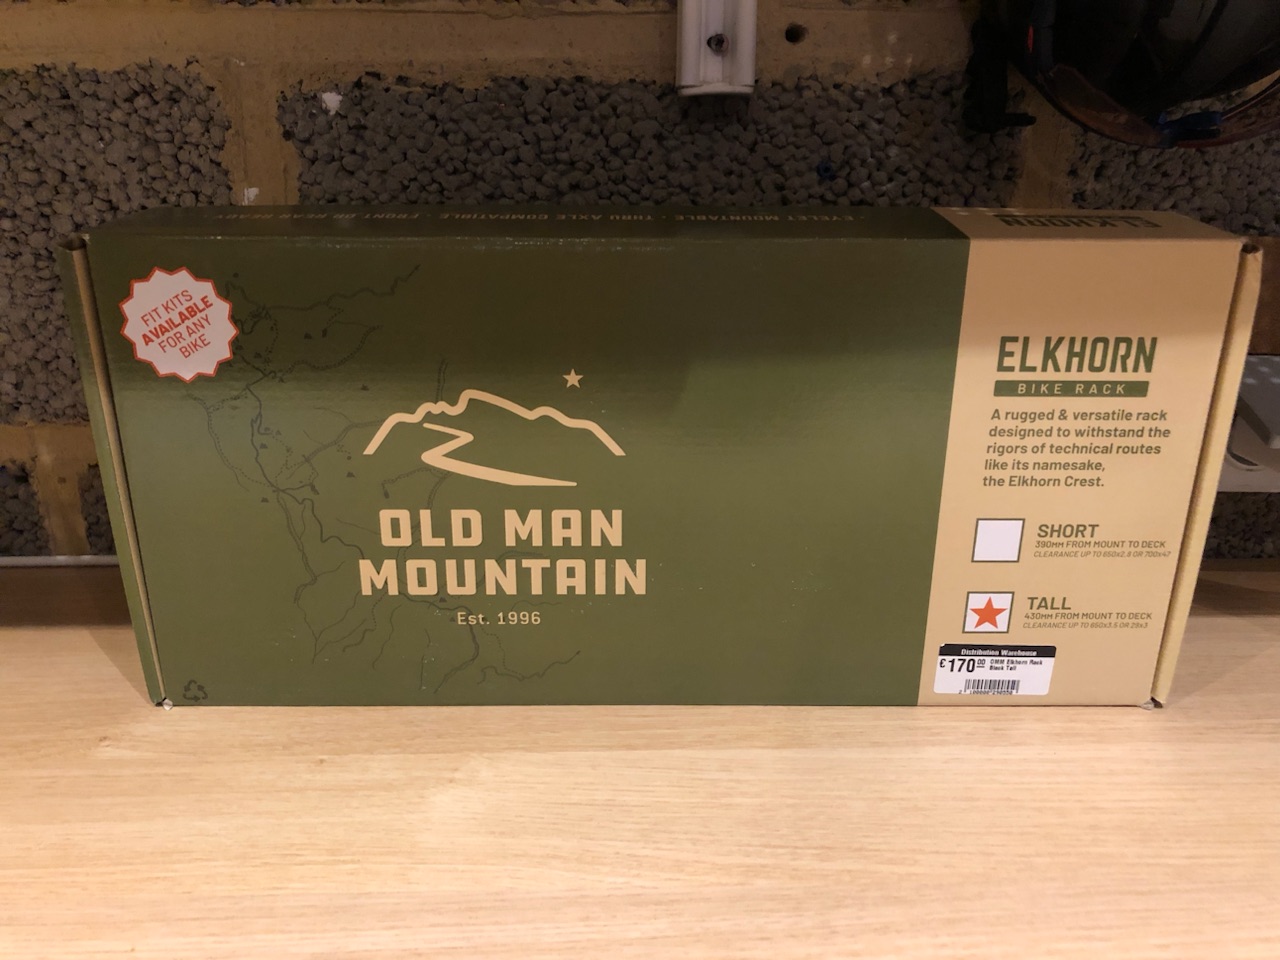 · EYELET MOUNTABLE · THRU AXLE COMPATIBLE · FRONT OR REAR READY
ELKHORN
FIT KITS
AVAILABLE
FOR ANY
BIKE
OLD MAN
MOUNTAIN
Est. 1996
ELKHORN
BIKE RACK
A rugged & versatile rack
designed to withstand the
rigors of technical routes
like its namesake,
the Elkhorn Crest.
SHORT
390MM FROM MOUNT TO DECK
CLEARANCE UP TO 650x2.8 OR 700x47
TALL
430MM FROM MOUNT TO DECK
CLEARANCE UP TO 650x3.5 OR 29x3
Distribution Warehouse
£170.00 OMM Elkhorn Rack
Black Tall